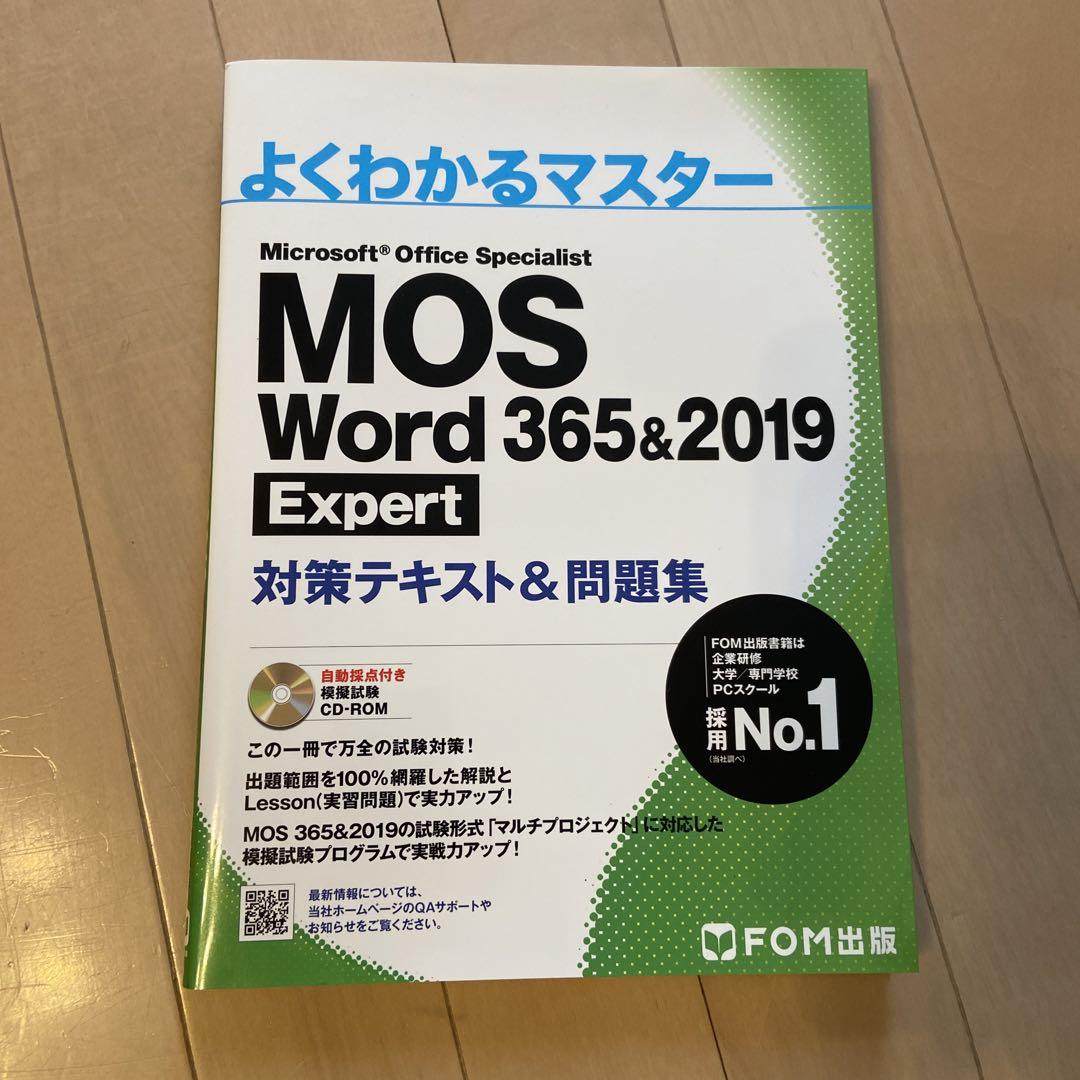 よくわかるマスター
Microsoft® Office Specialist
MOS
Word 365&2019
Expert
対策テキスト&問題集
FOM出版書籍は
企業研修
大学/専門学校
PCスクール
採用 No.1
(当社調べ)
自動採点付き
模擬試験
CD-ROM
この一冊で万全の試験対策!
出題範囲を100%網羅した解説と
Lesson(実習問題)で実力アップ!
MOS 365&2019の試験形式「マルチプロジェクト」に対応した
模擬試験プログラムで実戦力アップ!
最新情報については、
当社ホームページのQAサポートや
お知らせをご覧ください。
FOM出版